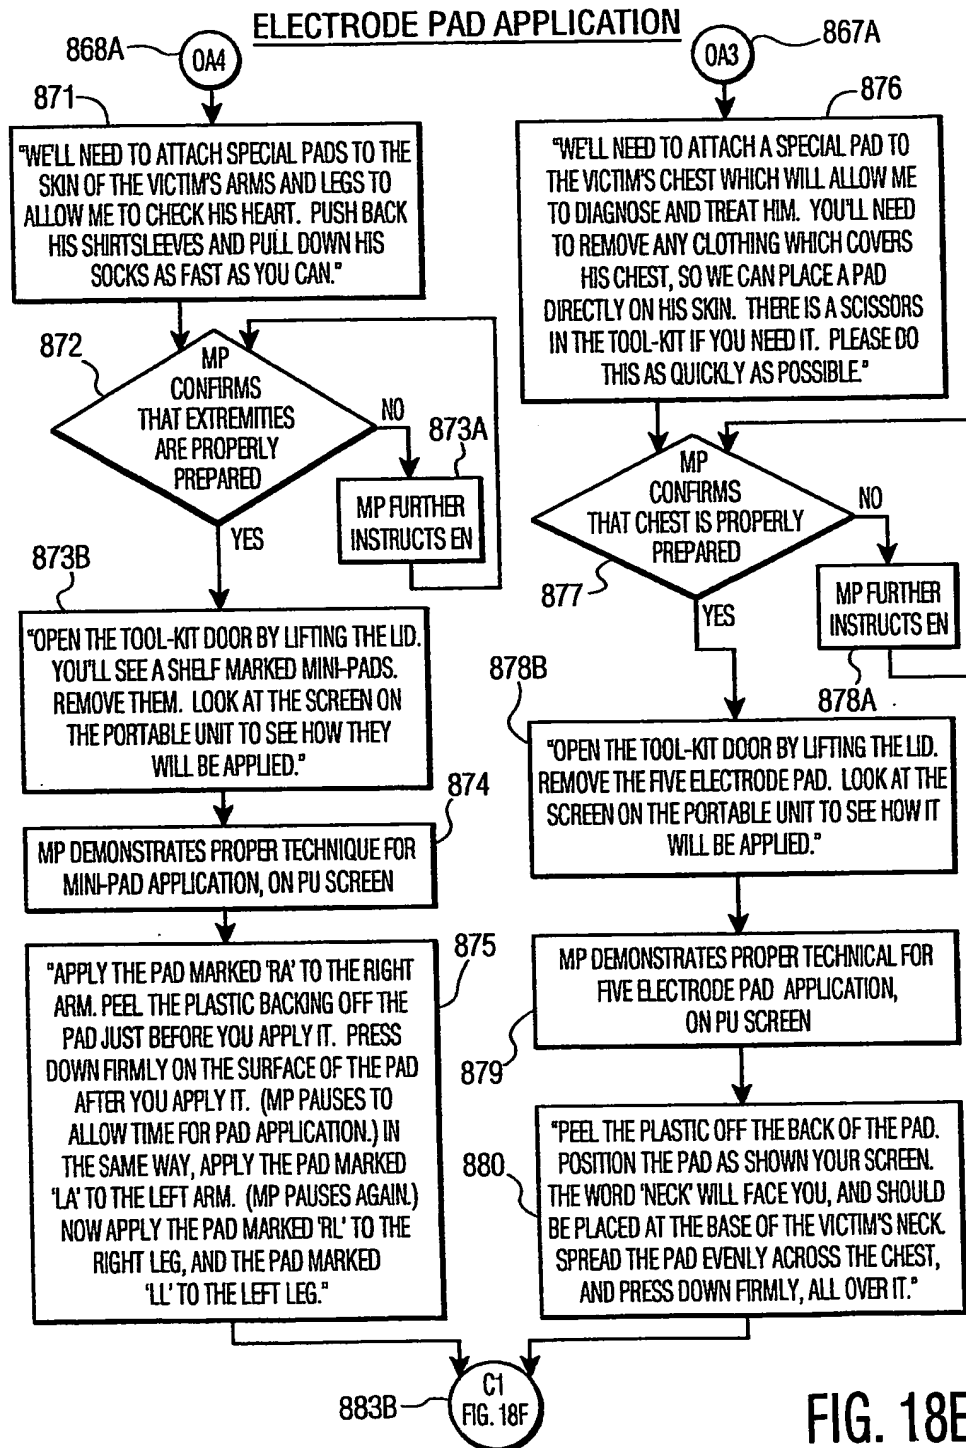 ELECTRODE PAD APPLICATION
868A
OA4
871
"WE'LL NEED TO ATTACH SPECIAL PADS TO THE
SKIN OF THE VICTIM'S ARMS AND LEGS TO
ALLOW ME TO CHECK HIS HEART. PUSH BACK
HIS SHIRTSLEEVES AND PULL DOWN HIS
SOCKS AS FAST AS YOU CAN."
872
MP
CONFIRMS
THAT EXTREMITIES
ARE PROPERLY
PREPARED
NO
873A
MP FURTHER
INSTRUCTS EN
YES
873B
"OPEN THE TOOL-KIT DOOR BY LIFTING THE LID.
YOU'LL SEE A SHELF MARKED MINI-PADS.
REMOVE THEM. LOOK AT THE SCREEN ON
THE PORTABLE UNIT TO SEE HOW THEY
WILL BE APPLIED."
874
MP DEMONSTRATES PROPER TECHNIQUE FOR
MINI-PAD APPLICATION, ON PU SCREEN
875
"APPLY THE PAD MARKED 'RA' TO THE RIGHT
ARM. PEEL THE PLASTIC BACKING OFF THE
PAD JUST BEFORE YOU APPLY IT. PRESS
DOWN FIRMLY ON THE SURFACE OF THE PAD
AFTER YOU APPLY IT. (MP PAUSES TO
ALLOW TIME FOR PAD APPLICATION.) IN
THE SAME WAY, APPLY THE PAD MARKED
'LA' TO THE LEFT ARM. (MP PAUSES AGAIN.)
NOW APPLY THE PAD MARKED 'RL' TO THE
RIGHT LEG, AND THE PAD MARKED
'LL' TO THE LEFT LEG."
OA3
867A
876
"WE'LL NEED TO ATTACH A SPECIAL PAD TO
THE VICTIM'S CHEST WHICH WILL ALLOW ME
TO DIAGNOSE AND TREAT HIM. YOU'LL NEED
TO REMOVE ANY CLOTHING WHICH COVERS
HIS CHEST, SO WE CAN PLACE A PAD
DIRECTLY ON HIS SKIN. THERE IS A SCISSORS
IN THE TOOL-KIT IF YOU NEED IT. PLEASE DO
THIS AS QUICKLY AS POSSIBLE."
MP
CONFIRMS
THAT CHEST IS PROPERLY
PREPARED
877
NO
MP FURTHER
INSTRUCTS EN
878A
YES
878B
"OPEN THE TOOL-KIT DOOR BY LIFTING THE LID.
REMOVE THE FIVE ELECTRODE PAD. LOOK AT THE
SCREEN ON THE PORTABLE UNIT TO SEE HOW IT
WILL BE APPLIED."
MP DEMONSTRATES PROPER TECHNICAL FOR
FIVE ELECTRODE PAD APPLICATION,
ON PU SCREEN
879
880
"PEEL THE PLASTIC OFF THE BACK OF THE PAD.
POSITION THE PAD AS SHOWN YOUR SCREEN.
THE WORD 'NECK' WILL FACE YOU, AND SHOULD
BE PLACED AT THE BASE OF THE VICTIM'S NECK.
SPREAD THE PAD EVENLY ACROSS THE CHEST,
AND PRESS DOWN FIRMLY, ALL OVER IT."
883B
C1
FIG. 18F
FIG. 18E